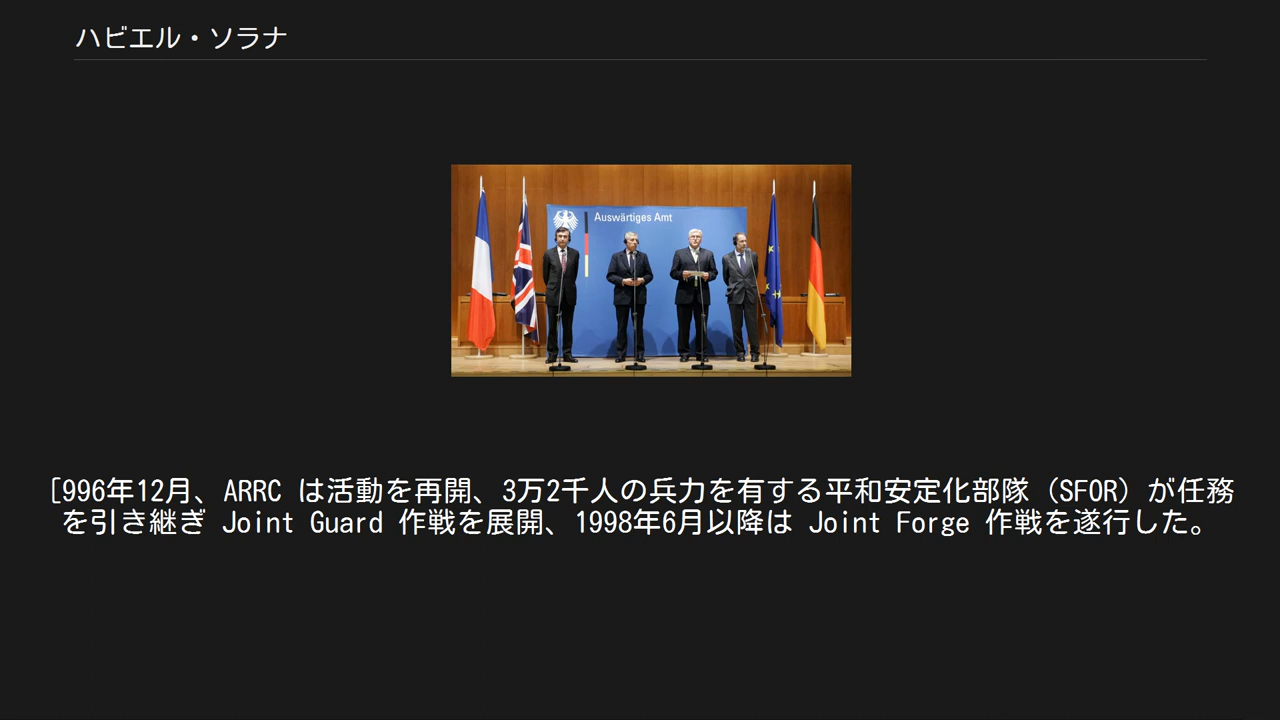 ハビエル・ソラナ
Auswärtiges Amt
[996年12月、ARRC は活動を再開、3万2千人の兵力を有する平和安定化部隊（SFOR）が任務
を引き継ぎ Joint Guard 作戦を展開、1998年6月以降は Joint Forge 作戦を遂行した。